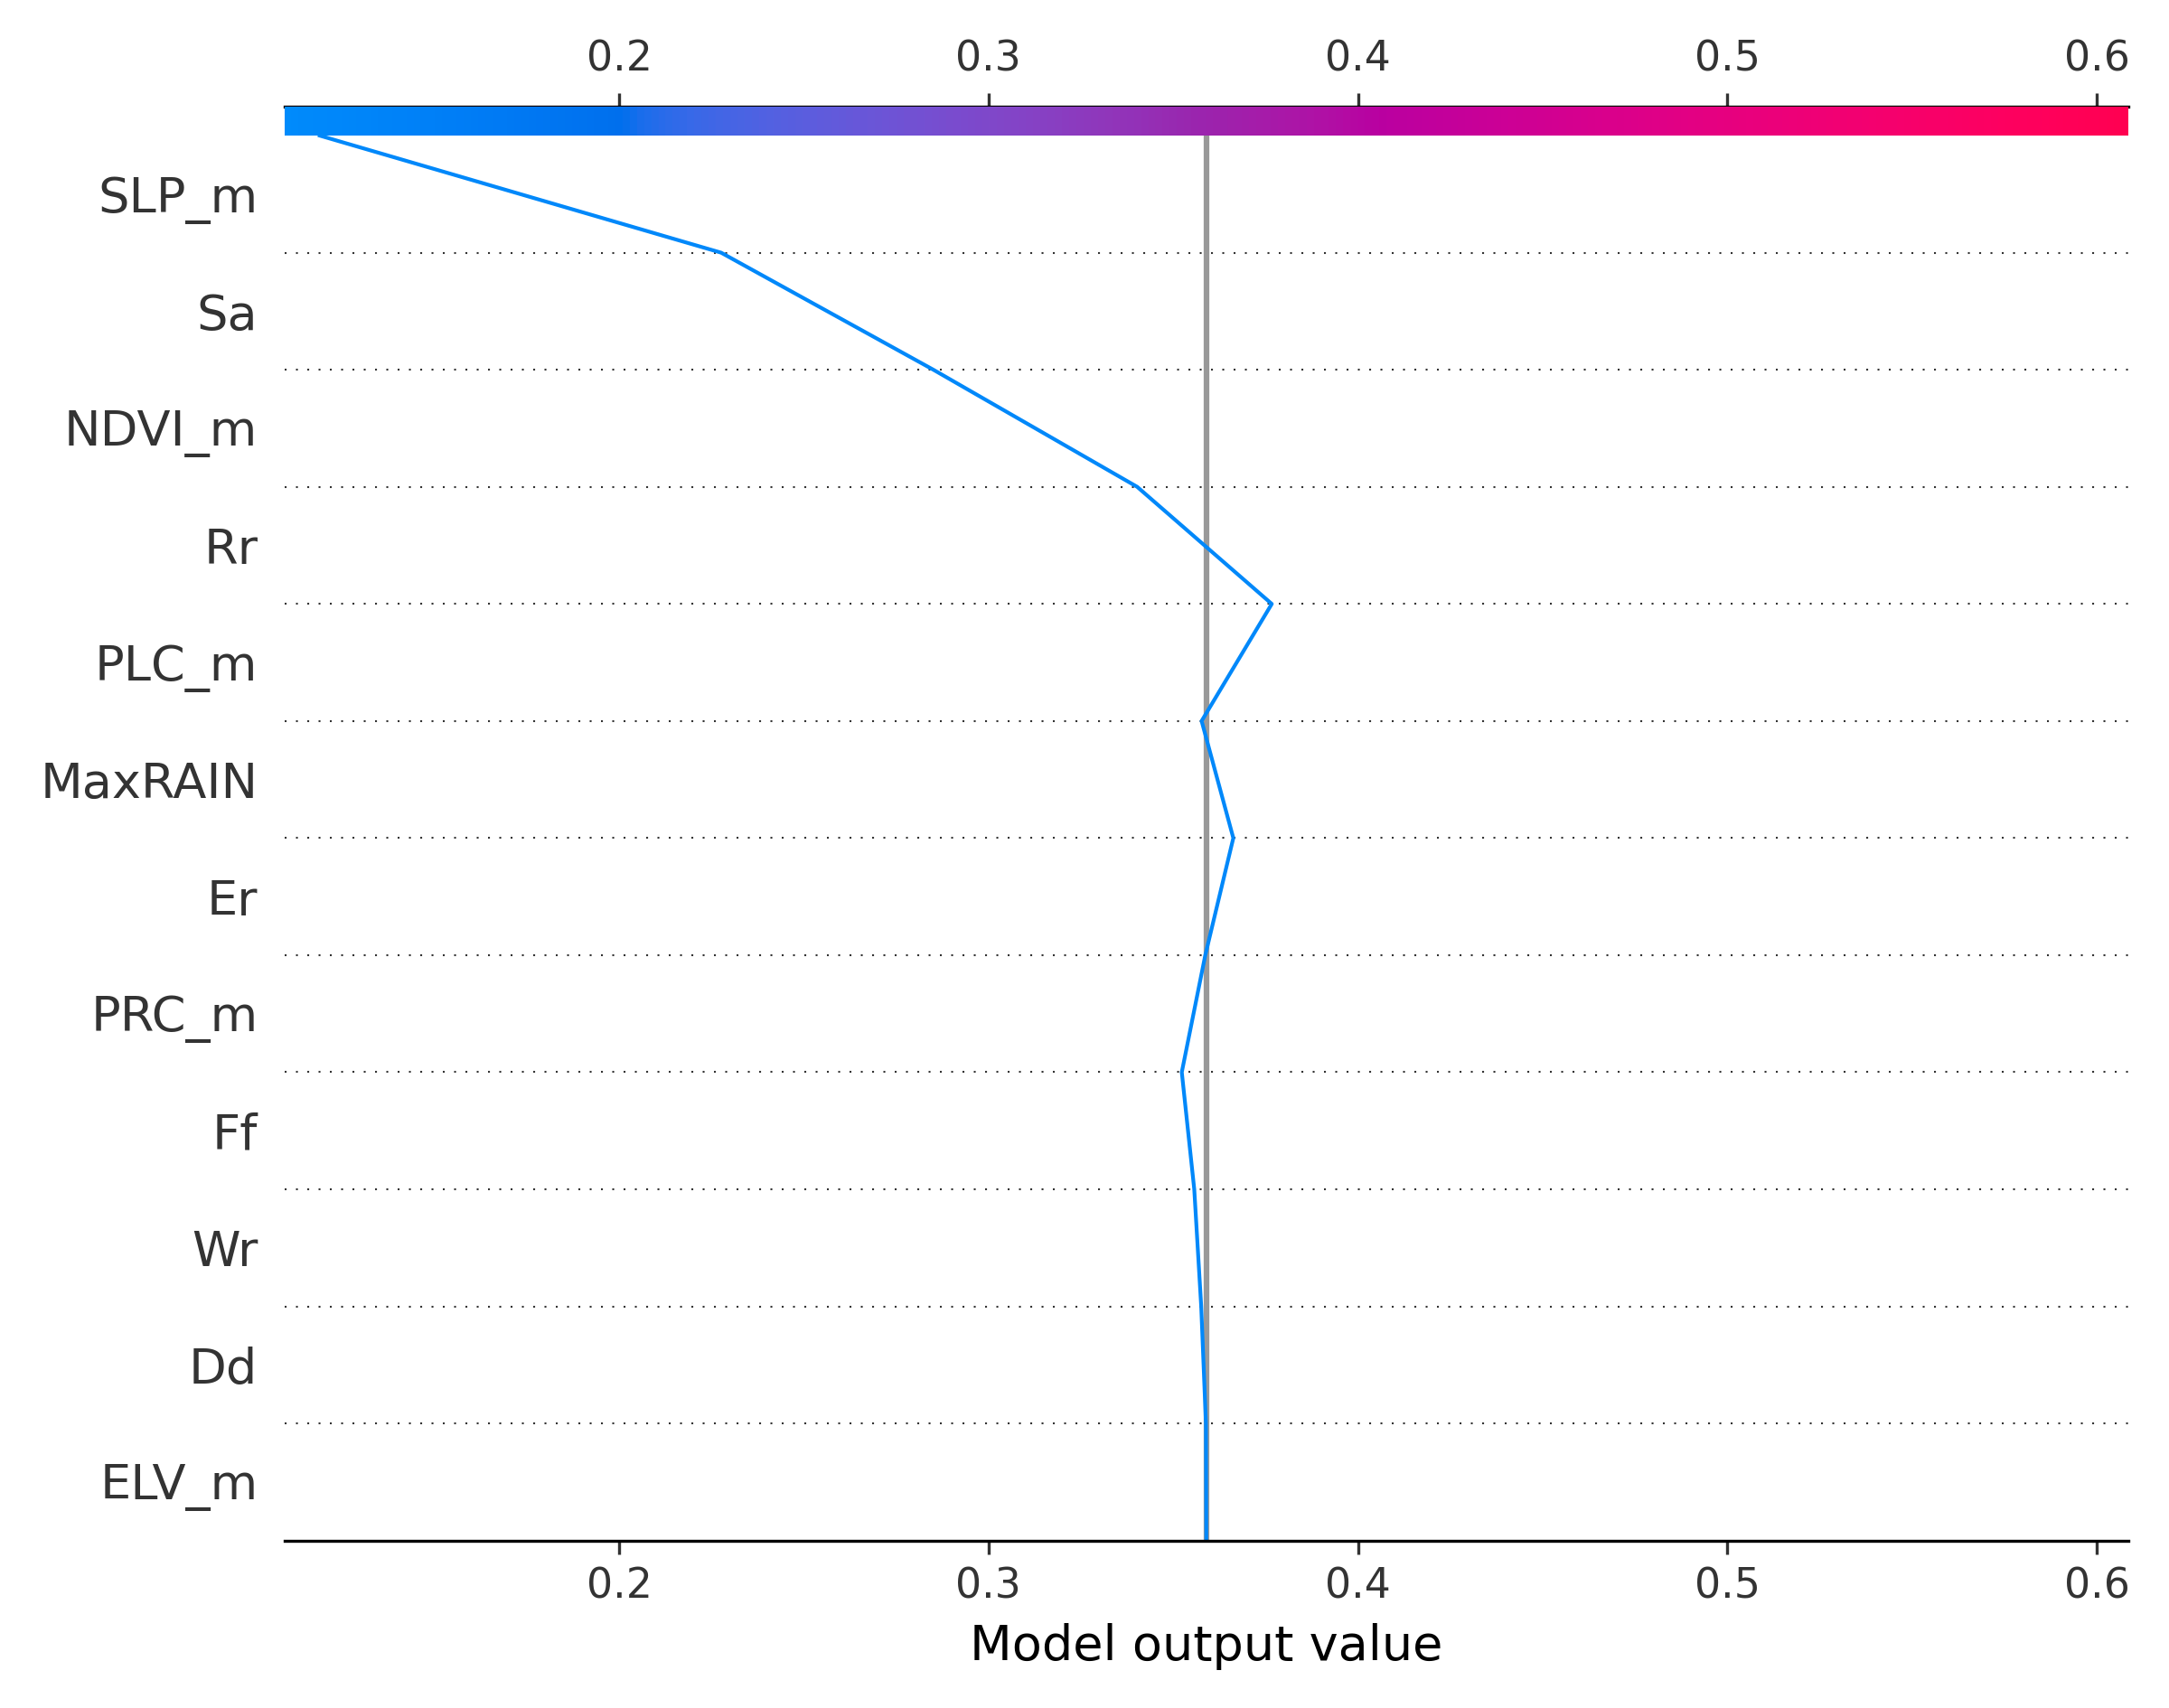 0.2 0.3 0.4 0.5 0.6
SLP_m
Sa
NDVI_m
Rr
PLC_m
MaxRAIN
Er
PRC_m
Ff
Wr
Dd
ELV_m
0.2 0.3 0.4 0.5 0.6
Model output value